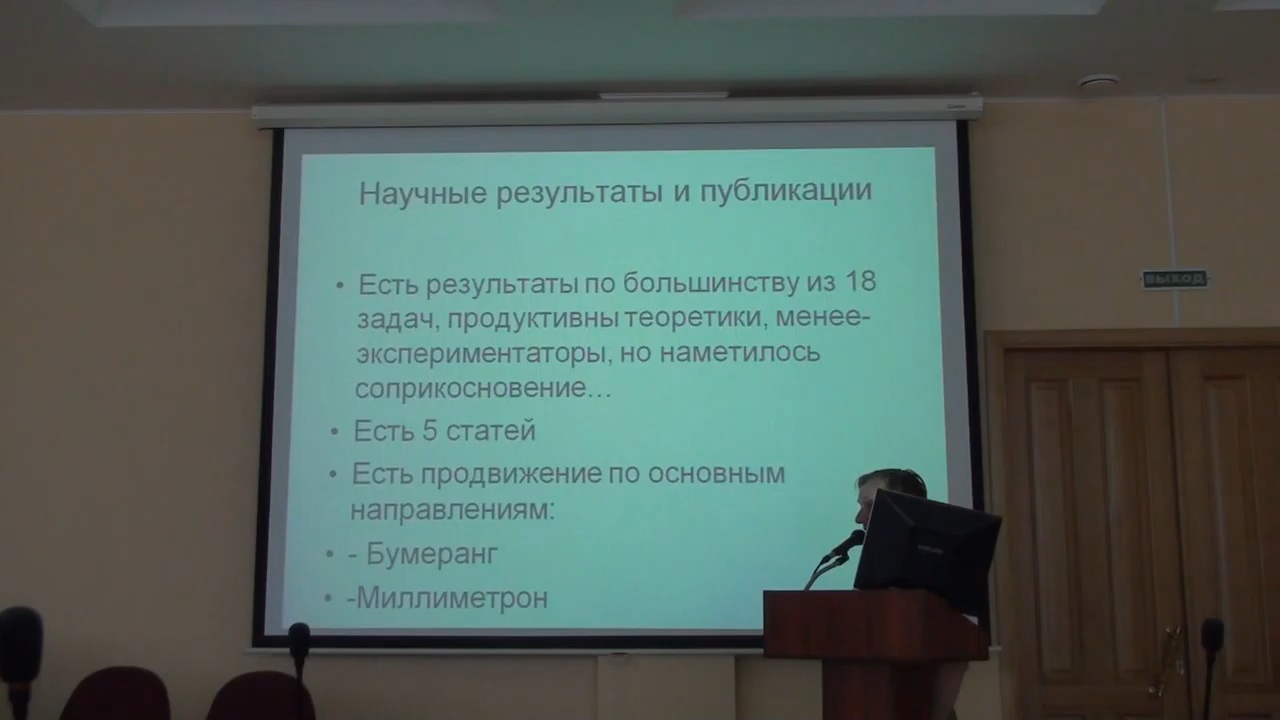 Научные результаты и публикации
• Есть результаты по большинству из 18
задач, продуктивны теоретики, менее-
экспериментаторы, но наметилось
соприкосновение...
• Есть 5 статей
• Есть продвижение по основным
направлениям:
• - Бумеранг
• -Миллиметрон
ВЫХОД